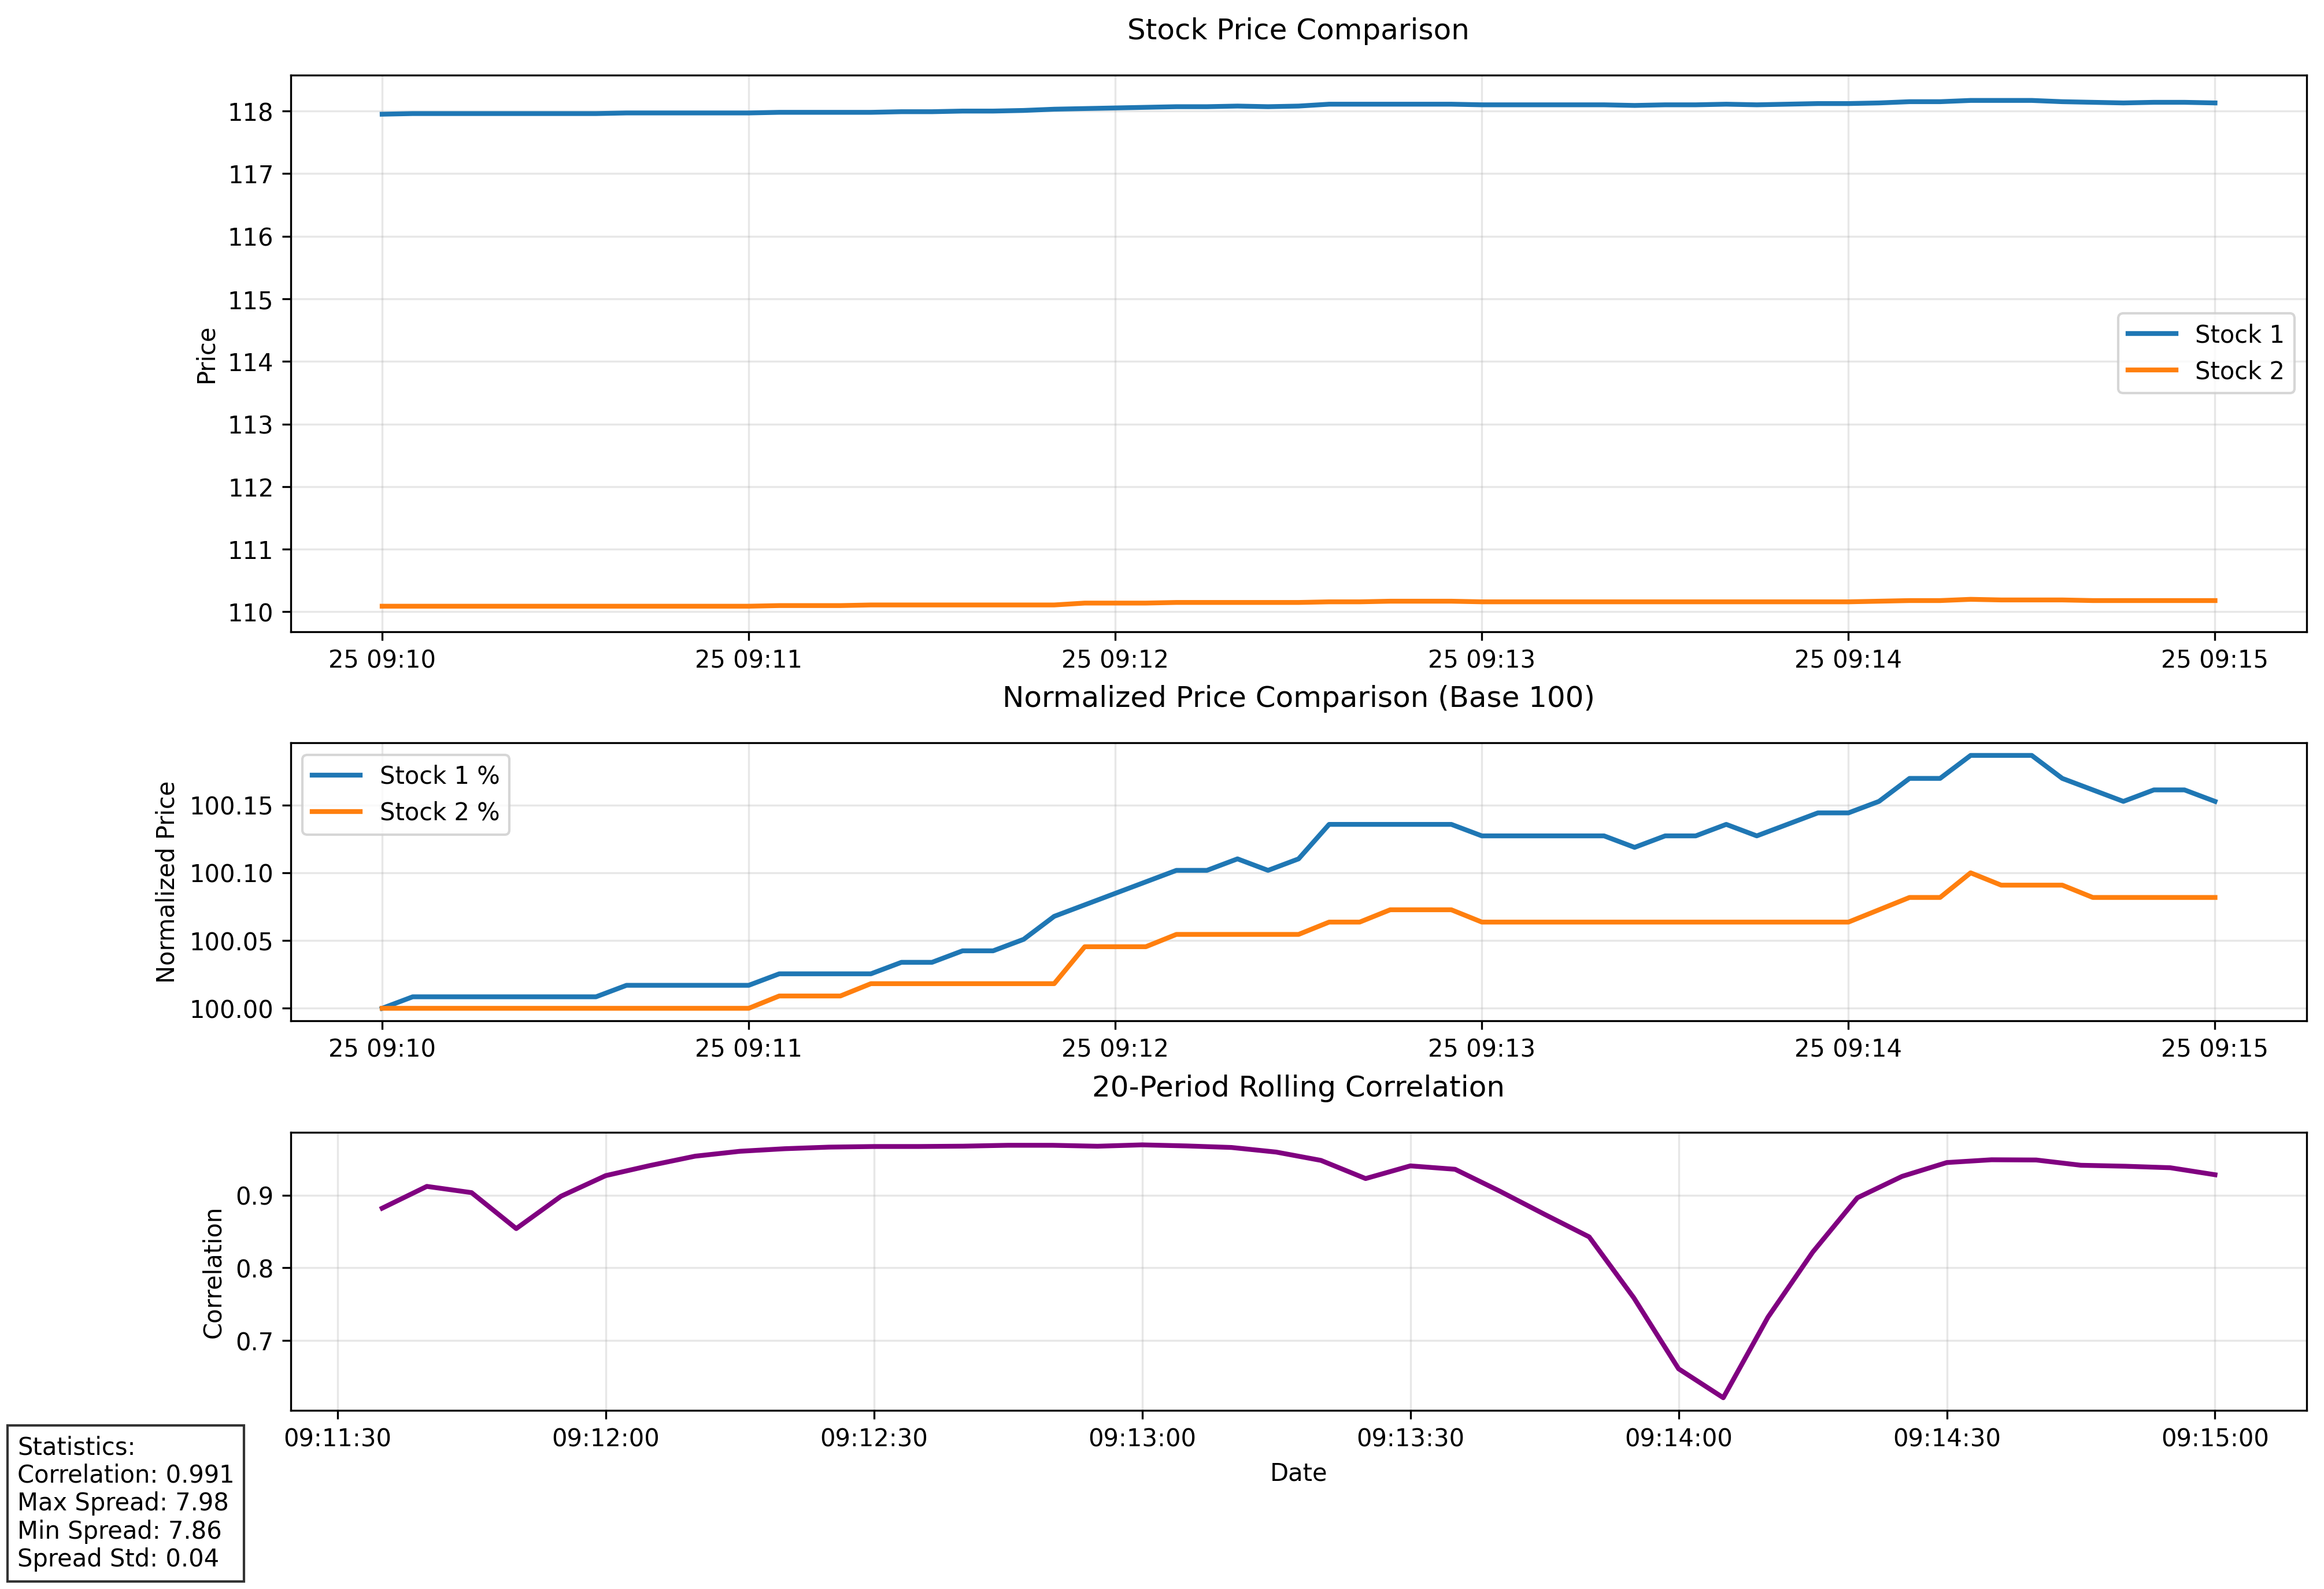 Stock Price Comparison
118
117
116
115
114
113
112
111
110
Price
Stock 1
Stock 2
25 09:10 25 09:11 25 09:12 25 09:13 25 09:14 25 09:15
Normalized Price Comparison (Base 100)
Stock 1 %
Stock 2 %
100.15
100.10
100.05
100.00
Normalized Price
25 09:10 25 09:11 25 09:12 25 09:13 25 09:14 25 09:15
20-Period Rolling Correlation
0.9
0.8
0.7
Correlation
09:11:30 09:12:00 09:12:30 09:13:00 09:13:30 09:14:00 09:14:30 09:15:00
Date
Statistics:
Correlation: 0.991
Max Spread: 7.98
Min Spread: 7.86
Spread Std: 0.04